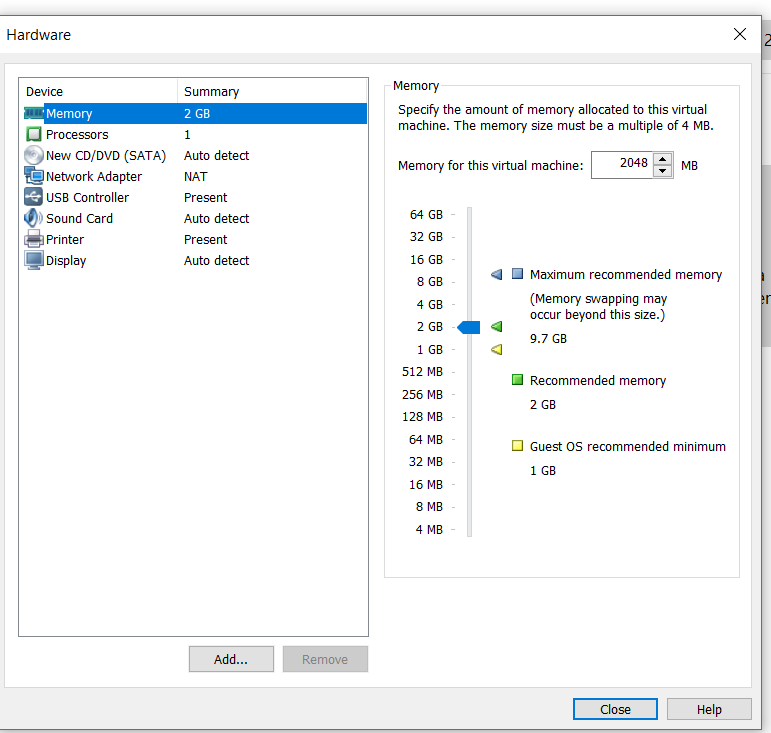 Hardware
2
Device Summary
Memory 2 GB
Processors 1
New CD/DVD (SATA) Auto detect
Network Adapter NAT
USB Controller Present
Sound Card Auto detect
Printer Present
Display Auto detect
Add...
Remove
Memory
Specify the amount of memory allocated to this virtual
machine. The memory size must be a multiple of 4 MB.
Memory for this virtual machine: 2048 MB
64 GB
32 GB
16 GB
8 GB
4 GB
2 GB
1 GB
512 MB
256 MB
128 MB
64 MB
32 MB
16 MB
8 MB
4 MB
Maximum recommended memory
(Memory swapping may
occur beyond this size.)
9.7 GB
Recommended memory
2 GB
Guest OS recommended minimum
1 GB
Close
Help